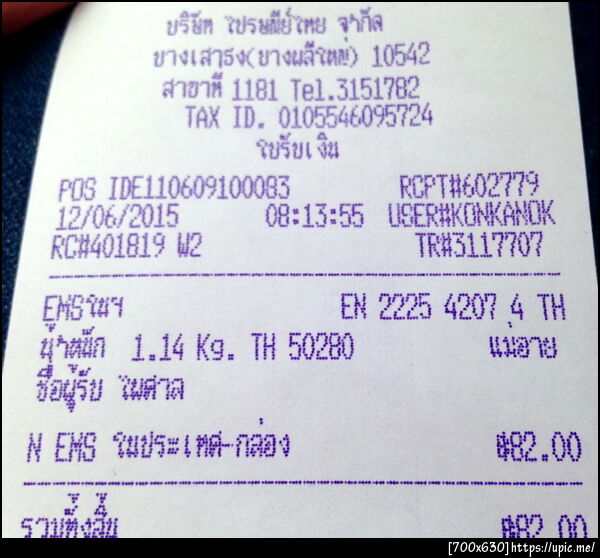 บริษัท ไปรษณีย์ไทย จำกัด
บางเสาธง(บางพลีใหญ่) 10542
สาขาที่ 1181 Tel.3151782
TAX ID. 0105546095724
ใบรับเงิน
POS IDE110609100083 RCPT#602779
12/06/2015 08:13:55 USER#KONKANOK
RC#401819 W2 TR#3117707
EMSในฯ EN 2225 4207 4 TH
น้ำหนัก 1.14 Kg. TH 50280 แม่อาย
ชื่อผู้รับ ไพศาล
N EMS ในประเทศ-กล่อง ฿82.00
รวมทั้งสิ้น ฿82.00
[700x630]https://upic.me/